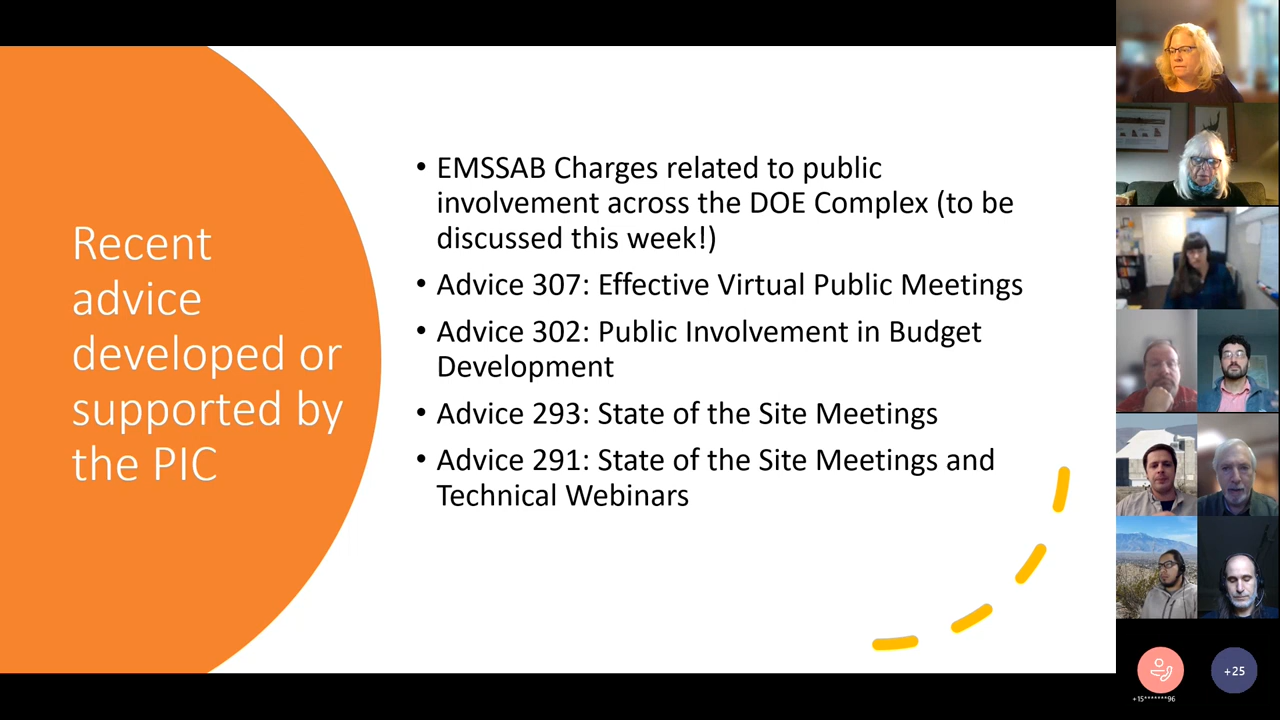 Recent
advice
developed or
supported by
the PIC
• EMSSAB Charges related to public
involvement across the DOE Complex (to be
discussed this week!)
• Advice 307: Effective Virtual Public Meetings
• Advice 302: Public Involvement in Budget
Development
• Advice 293: State of the Site Meetings
• Advice 291: State of the Site Meetings and
Technical Webinars
+15*******96
+25